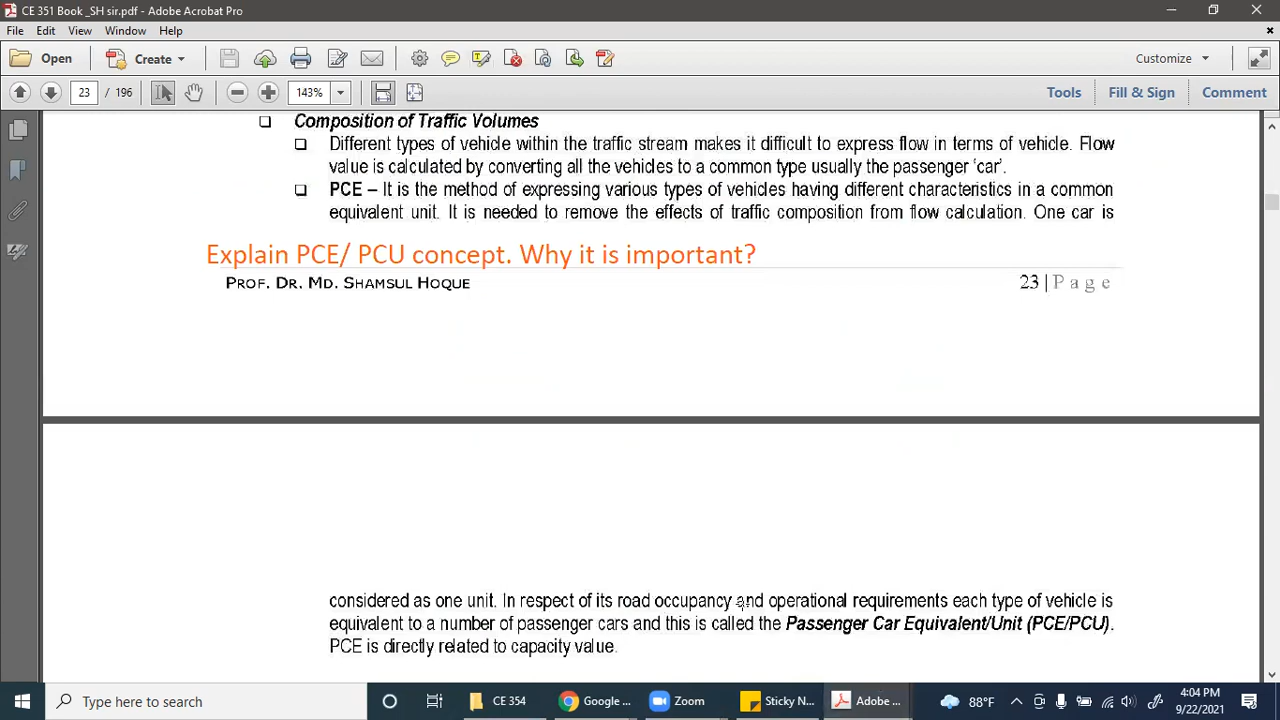 CE 351 Book _SH sir.pdf - Adobe Acrobat Pro
File Edit View Window Help
Open Create Customize
23 / 196 143% Tools Fill & Sign Comment
Composition of Traffic Volumes
Different types of vehicle within the traffic stream makes it difficult to express flow in terms of vehicle. Flow
value is calculated by converting all the vehicles to a common type usually the passenger ‘car’.
PCE – It is the method of expressing various types of vehicles having different characteristics in a common
equivalent unit. It is needed to remove the effects of traffic composition from flow calculation. One car is
Explain PCE/ PCU concept. Why it is important?
PROF. DR. MD. SHAMSUL HOQUE 23 | P a g e
considered as one unit. In respect of its road occupancy and operational requirements each type of vehicle is
equivalent to a number of passenger cars and this is called the Passenger Car Equivalent/Unit (PCE/PCU).
PCE is directly related to capacity value.
Type here to search CE 354 Google ... Zoom Sticky N... Adobe ... 88°F 4:04 PM
9/22/2021